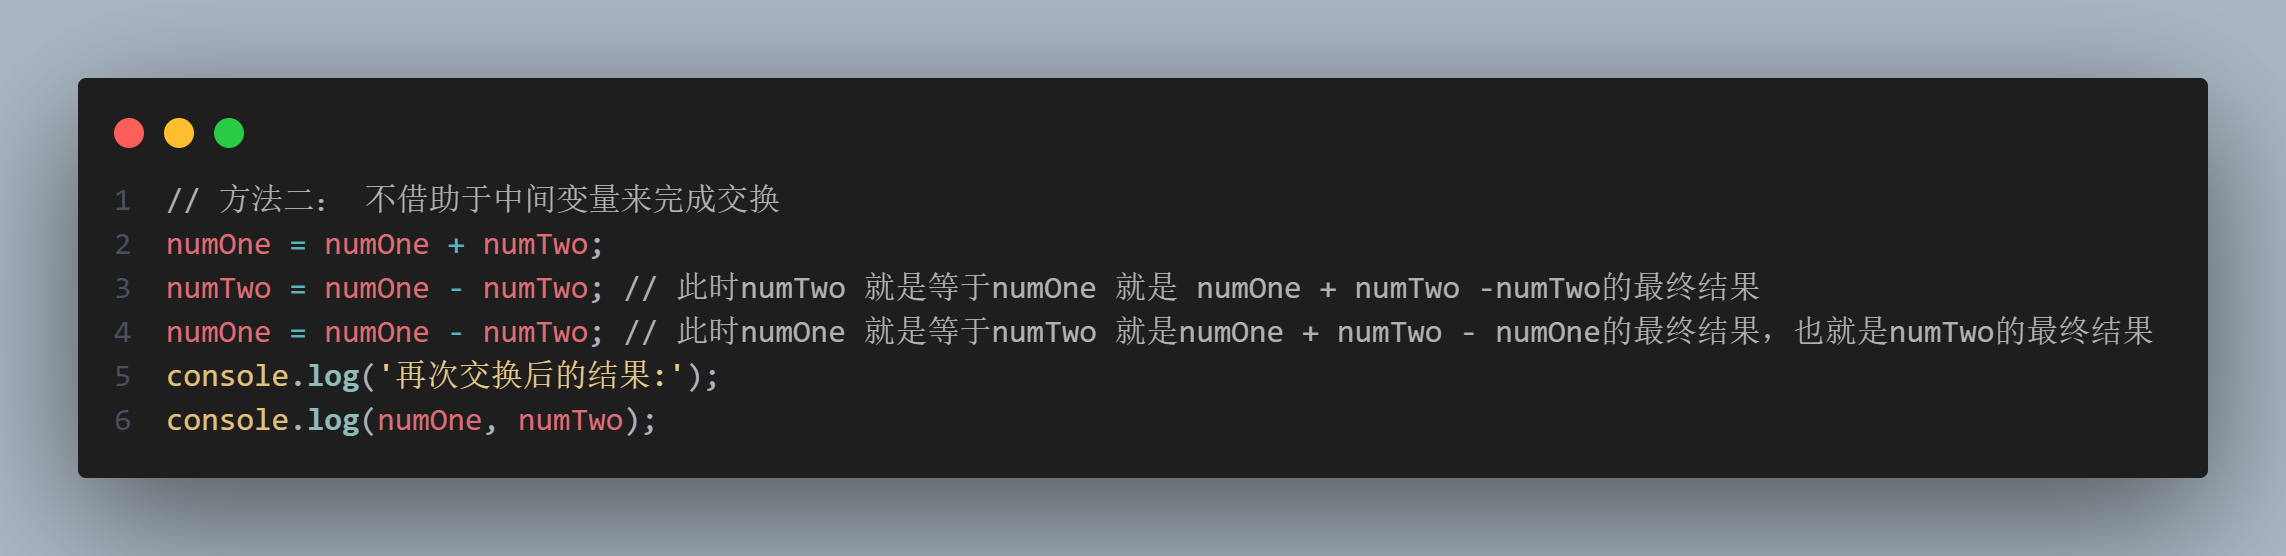 1 // 方法二： 不借助于中间变量来完成交换
2 numOne = numOne + numTwo;
3 numTwo = numOne - numTwo; // 此时numTwo 就是等于numOne 就是 numOne + numTwo -numTwo的最终结果
4 numOne = numOne - numTwo; // 此时numOne 就是等于numTwo 就是numOne + numTwo - numOne的最终结果，也就是numTwo的最终结果
5 console.log('再次交换后的结果:');
6 console.log(numOne, numTwo);